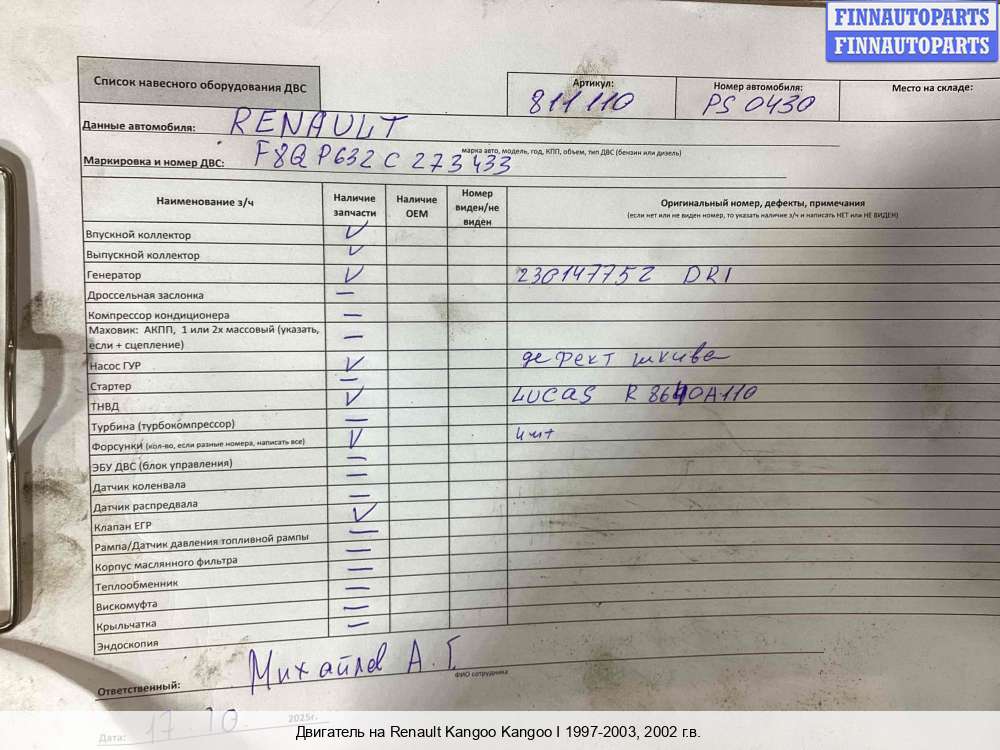 FINNAUTOPARTS
FINNAUTOPARTS
Список навесного оборудования ДВС
Артикул:
811110
Номер автомобиля:
PS 0430
Место на складе:
Данные автомобиля: RENAULT
марка авто, модель, год, КПП, объем, тип ДВС (бензин или дизель)
Маркировка и номер ДВС: F8Q P632 C 273433
Наименование з/ч
Наличие запчасти
Наличие ОЕМ
Номер виден/не виден
Оригинальный номер, дефекты, примечания
(если нет или не виден номер, то указать наличие з/ч и написать НЕТ или НЕ ВИДЕН)
Впускной коллектор V
Выпускной коллектор V
Генератор V 230147752 DRI
Дроссельная заслонка —
Компрессор кондиционера —
Маховик: АКПП, 1 или 2х массовый (указать, если + сцепление) —
Насос ГУР V дефект шкива
Стартер —
ТНВД V LUCAS R8640A110
Турбина (турбокомпрессор) —
Форсунки (кол-во, если разные номера, написать все) V 4 шт
ЭБУ ДВС (блок управления) —
Датчик коленвала —
Датчик распредвала —
Клапан ЕГР V
Рампа/Датчик давления топливной рампы —
Корпус маслянного фильтра —
Теплообменник —
Вискомуфта —
Крыльчатка —
Эндоскопия —
Ответственный: Михайлов А. Г.
ФИО сотрудника
Дата: 17. 10. 2025г.
Двигатель на Renault Kangoo Kangoo I 1997-2003, 2002 г.в.